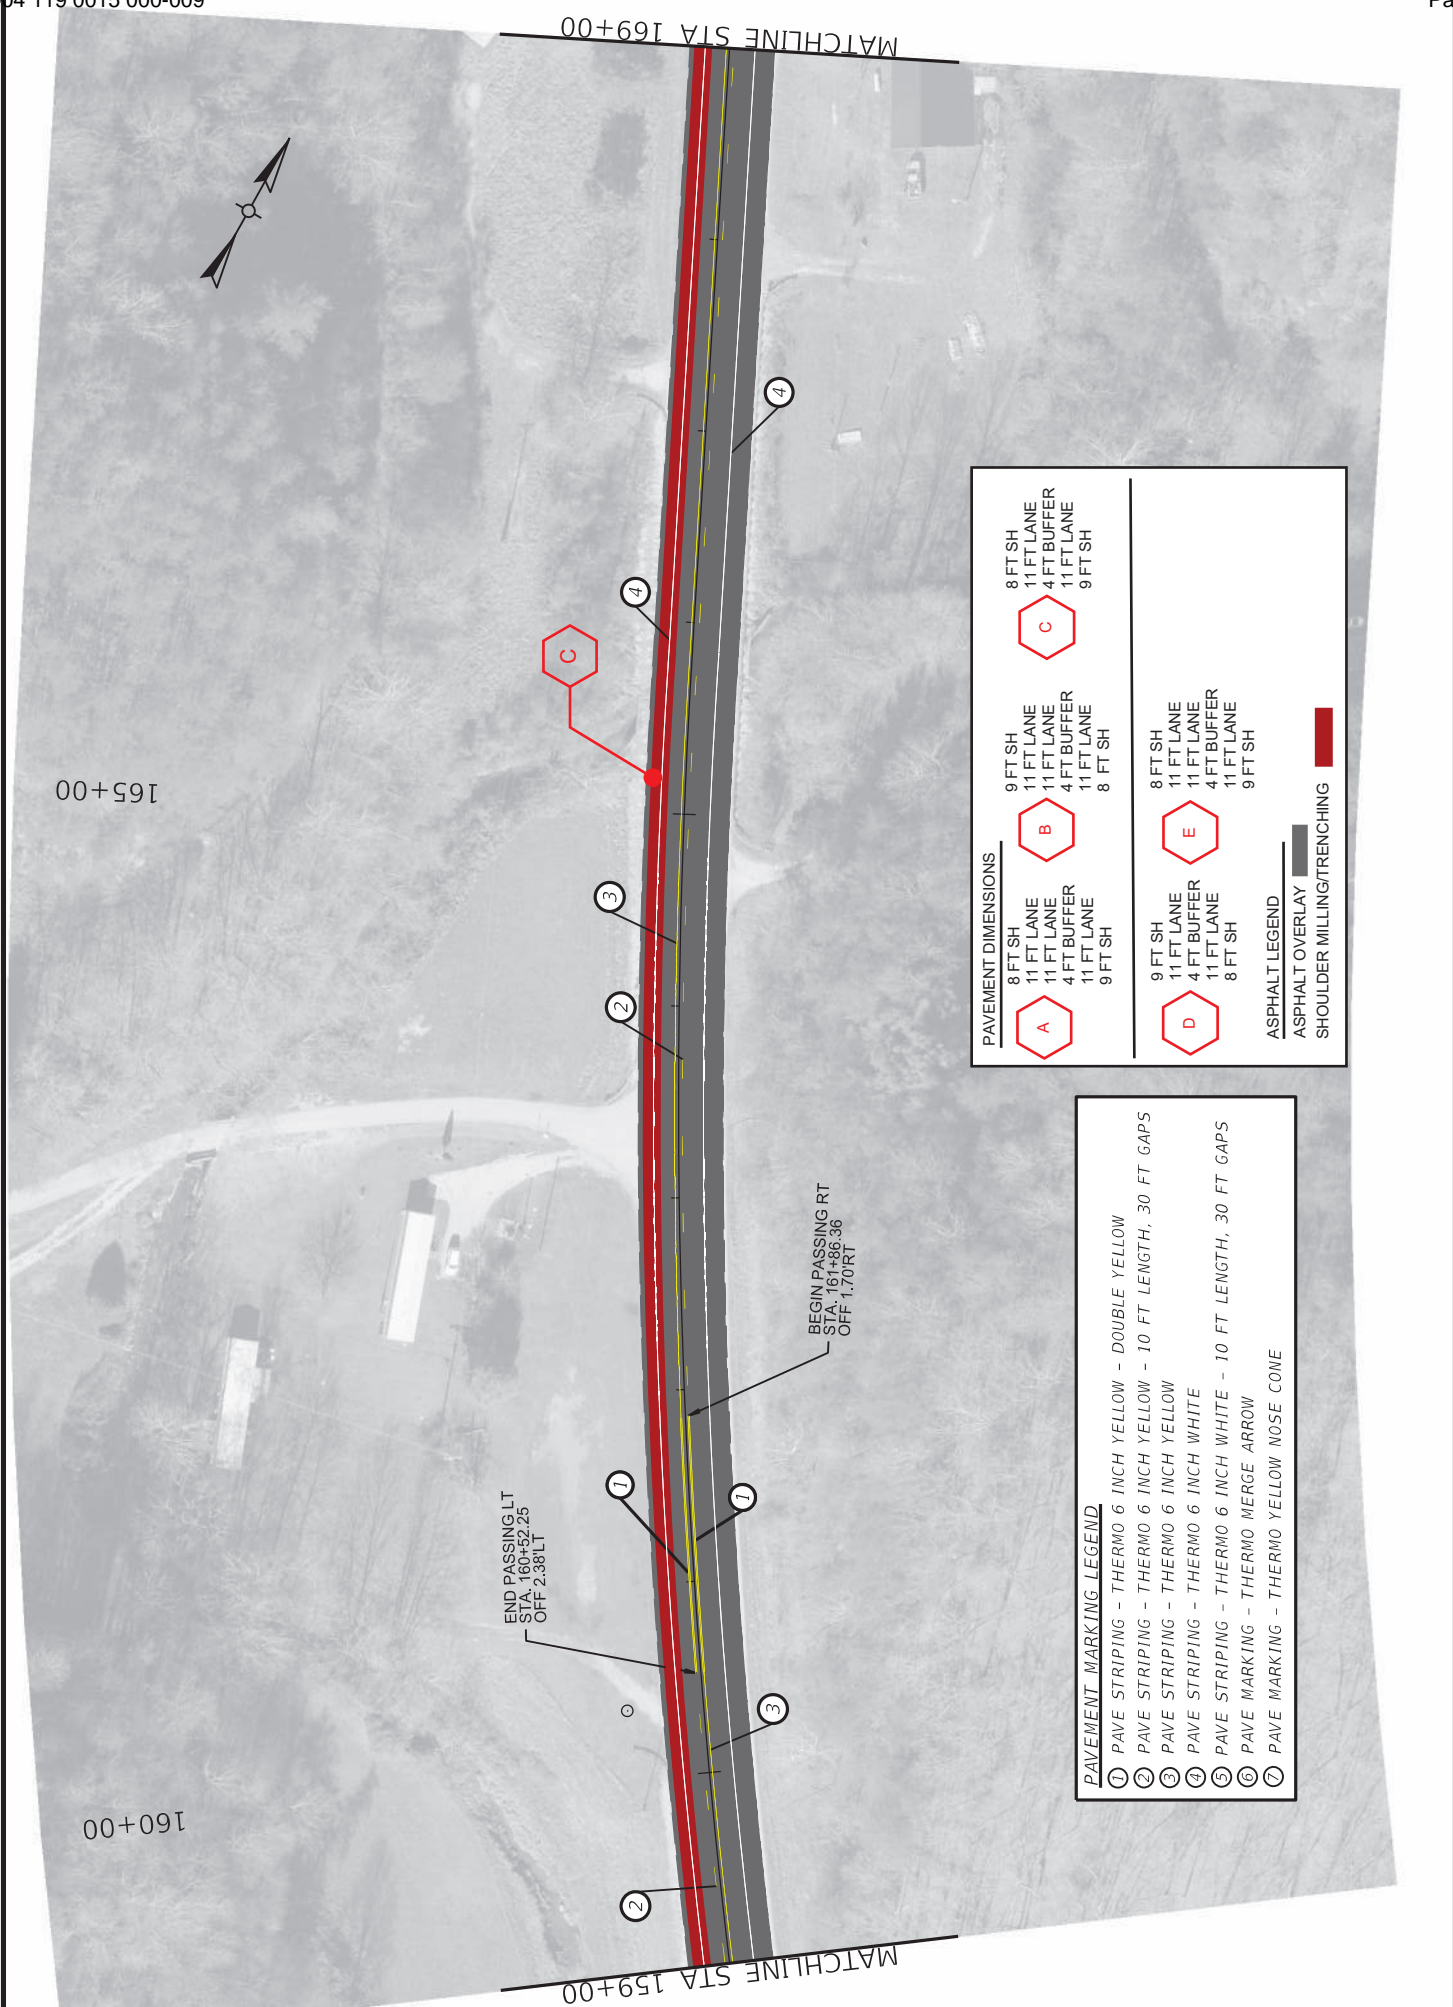 04 119 0015 000-009
Pa
MATCHLINE STA 169+00
165+00
160+00
MATCHLINE STA 159+00
4
4
C
3
2
1
1
3
2
END PASSING LT
STA. 160+52.25
OFF 2.38'LT
BEGIN PASSING RT
STA. 161+86.36
OFF 1.70'RT
PAVEMENT DIMENSIONS
A
8 FT SH
11 FT LANE
11 FT LANE
4 FT BUFFER
11 FT LANE
9 FT SH
B
9 FT SH
11 FT LANE
11 FT LANE
4 FT BUFFER
11 FT LANE
8 FT SH
C
8 FT SH
11 FT LANE
4 FT BUFFER
11 FT LANE
9 FT SH
D
9 FT SH
11 FT LANE
4 FT BUFFER
11 FT LANE
8 FT SH
E
8 FT SH
11 FT LANE
11 FT LANE
4 FT BUFFER
11 FT LANE
9 FT SH
ASPHALT LEGEND
ASPHALT OVERLAY
SHOULDER MILLING/TRENCHING
PAVEMENT MARKING LEGEND
1 PAVE STRIPING - THERMO 6 INCH YELLOW - DOUBLE YELLOW
2 PAVE STRIPING - THERMO 6 INCH YELLOW - 10 FT LENGTH, 30 FT GAPS
3 PAVE STRIPING - THERMO 6 INCH YELLOW
4 PAVE STRIPING - THERMO 6 INCH WHITE
5 PAVE STRIPING - THERMO 6 INCH WHITE - 10 FT LENGTH, 30 FT GAPS
6 PAVE MARKING - THERMO MERGE ARROW
7 PAVE MARKING - THERMO YELLOW NOSE CONE